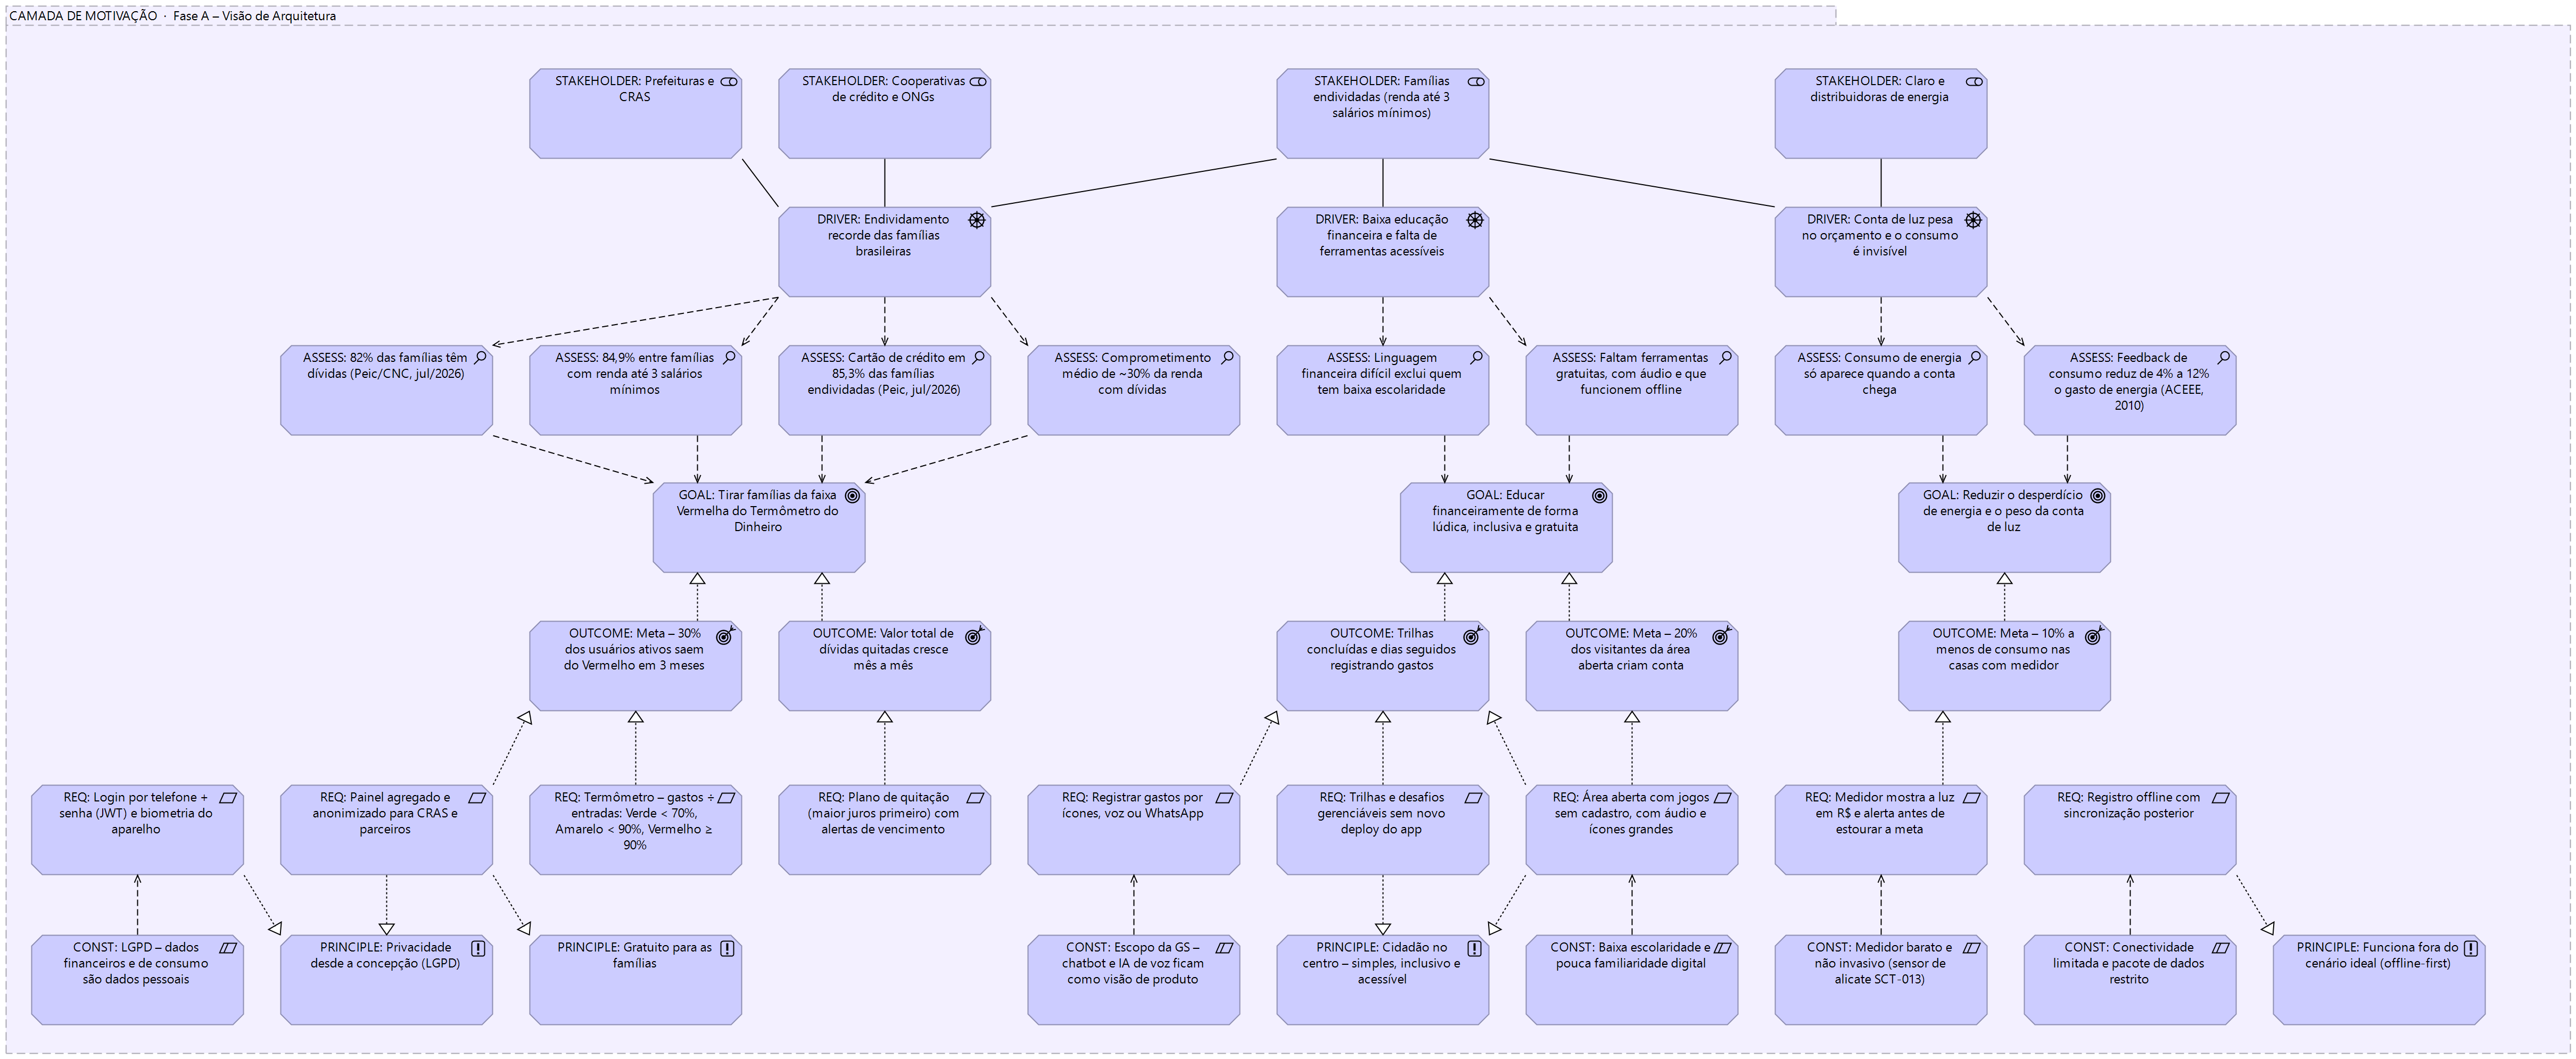 CAMADA DE MOTIVAÇÃO · Fase A – Visão de Arquitetura
STAKEHOLDER: Prefeituras e
CRAS
STAKEHOLDER: Cooperativas
de crédito e ONGs
STAKEHOLDER: Famílias
endividadas (renda até 3
salários mínimos)
STAKEHOLDER: Claro e
distribuidoras de energia
DRIVER: Endividamento
recorde das famílias
brasileiras
DRIVER: Baixa educação
financeira e falta de
ferramentas acessíveis
DRIVER: Conta de luz pesa
no orçamento e o consumo
é invisível
ASSESS: 82% das famílias têm
dívidas (Peic/CNC, jul/2026)
ASSESS: 84,9% entre famílias
com renda até 3 salários
mínimos
ASSESS: Cartão de crédito em
85,3% das famílias
endividadas (Peic, jul/2026)
ASSESS: Comprometimento
médio de ~30% da renda
com dívidas
ASSESS: Linguagem
financeira difícil exclui quem
tem baixa escolaridade
ASSESS: Faltam ferramentas
gratuitas, com áudio e que
funcionem offline
ASSESS: Consumo de energia
só aparece quando a conta
chega
ASSESS: Feedback de
consumo reduz de 4% a 12%
o gasto de energia (ACEEE,
2010)
GOAL: Tirar famílias da faixa
Vermelha do Termômetro do
Dinheiro
GOAL: Educar
financeiramente de forma
lúdica, inclusiva e gratuita
GOAL: Reduzir o desperdício
de energia e o peso da conta
de luz
OUTCOME: Meta – 30%
dos usuários ativos saem
do Vermelho em 3 meses
OUTCOME: Valor total de
dívidas quitadas cresce
mês a mês
OUTCOME: Trilhas
concluídas e dias seguidos
registrando gastos
OUTCOME: Meta – 20%
dos visitantes da área
aberta criam conta
OUTCOME: Meta – 10% a
menos de consumo nas
casas com medidor
REQ: Login por telefone +
senha (JWT) e biometria do
aparelho
REQ: Painel agregado e
anonimizado para CRAS e
parceiros
REQ: Termômetro – gastos ÷
entradas: Verde < 70%,
Amarelo < 90%, Vermelho ≥
90%
REQ: Plano de quitação
(maior juros primeiro) com
alertas de vencimento
REQ: Registrar gastos por
ícones, voz ou WhatsApp
REQ: Trilhas e desafios
gerenciáveis sem novo
deploy do app
REQ: Área aberta com jogos
sem cadastro, com áudio e
ícones grandes
REQ: Medidor mostra a luz
em R$ e alerta antes de
estourar a meta
REQ: Registro offline com
sincronização posterior
CONST: LGPD – dados
financeiros e de consumo
são dados pessoais
PRINCIPLE: Privacidade
desde a concepção (LGPD)
PRINCIPLE: Gratuito para as
famílias
CONST: Escopo da GS –
chatbot e IA de voz ficam
como visão de produto
PRINCIPLE: Cidadão no
centro – simples, inclusivo e
acessível
CONST: Baixa escolaridade e
pouca familiaridade digital
CONST: Medidor barato e
não invasivo (sensor de
alicate SCT-013)
CONST: Conectividade
limitada e pacote de dados
restrito
PRINCIPLE: Funciona fora do
cenário ideal (offline-first)